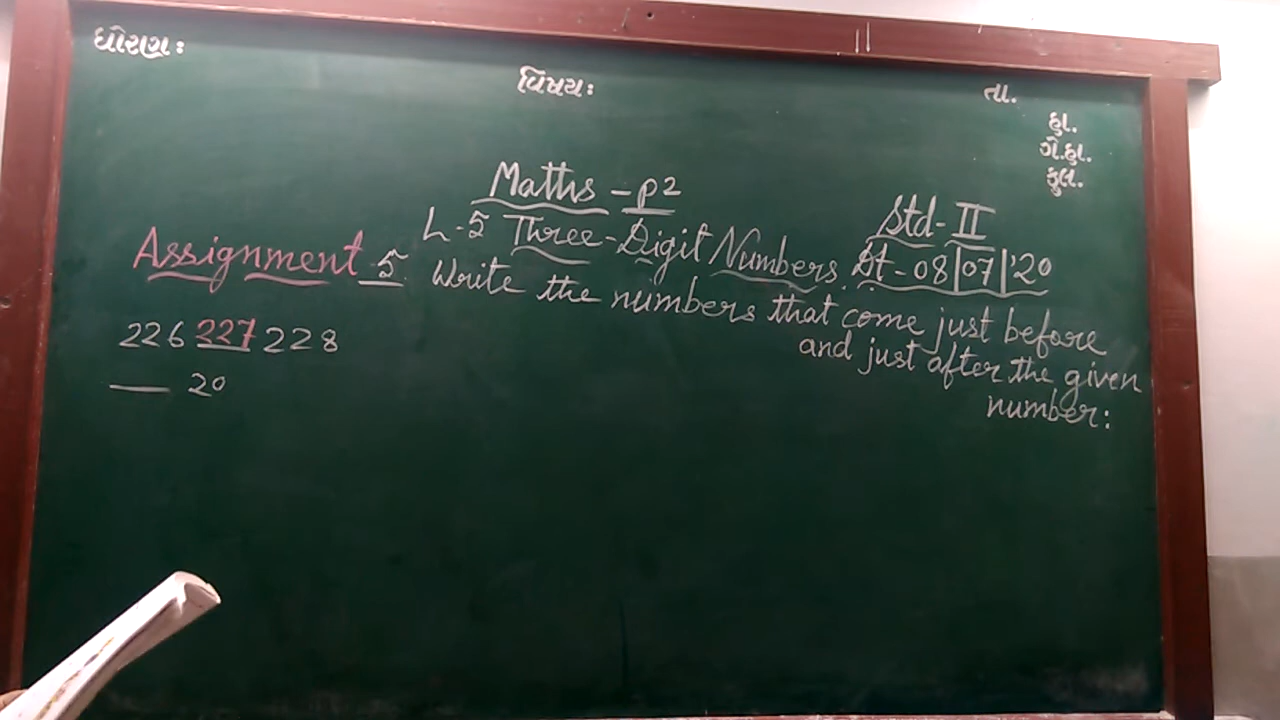 ધોરણ:
વિષય:
તા.
હા.
ગે.હા.
કુલ.
Maths - P2
Std - II
L-5 Three-Digit Numbers. Dt - 08|07|'20
Assignment 5. Write the numbers that come just before
and just after the given
number:
226 227 228
___ 20